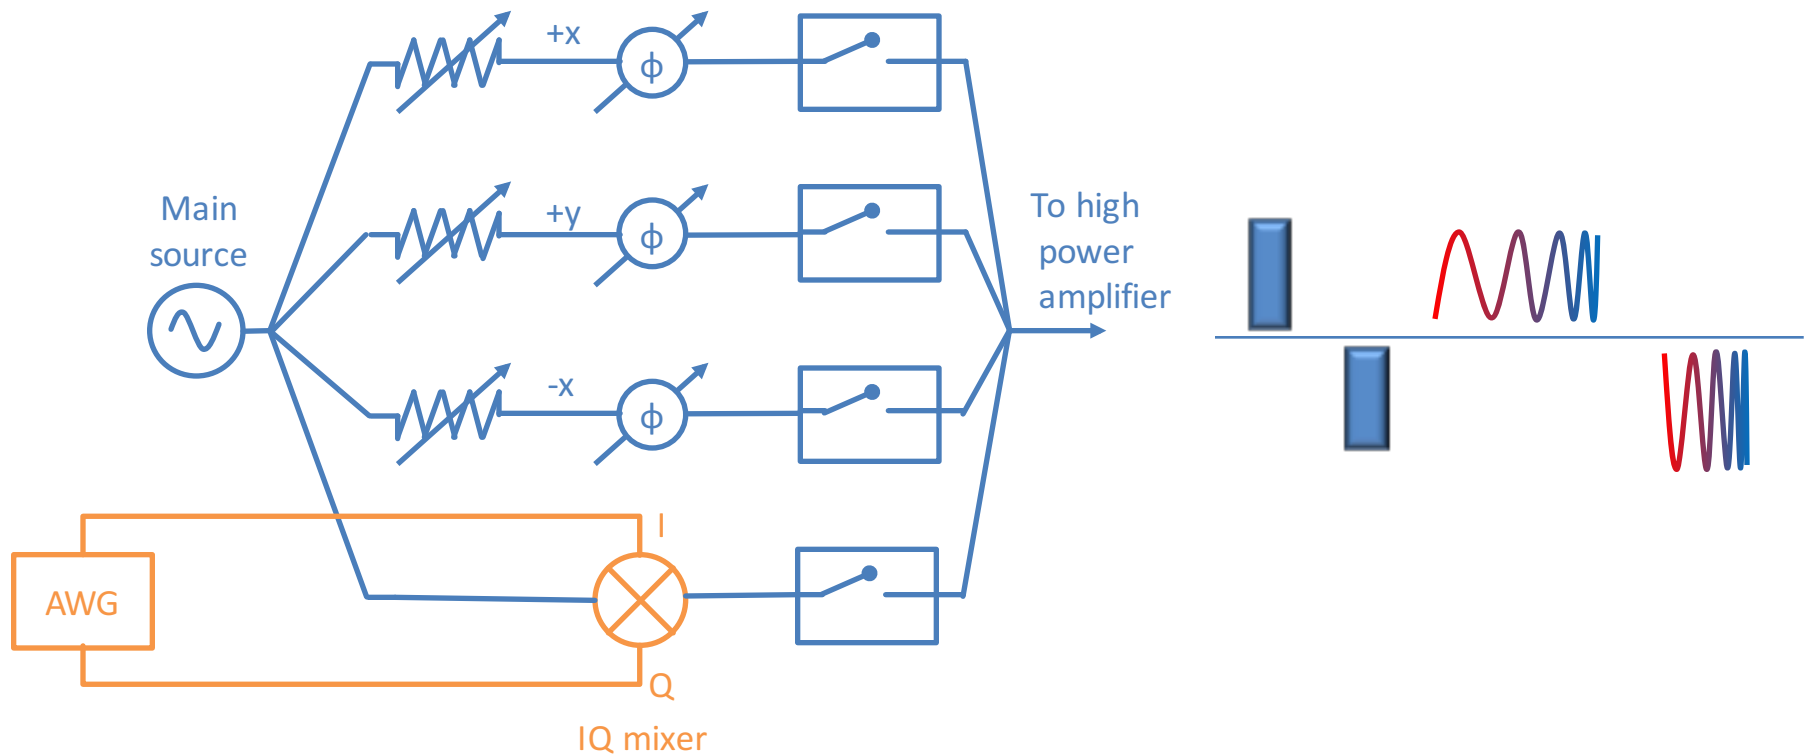 +x
ϕ
Main
source
+y
ϕ
To high
power
amplifier
-x
ϕ
I
AWG
Q
IQ mixer